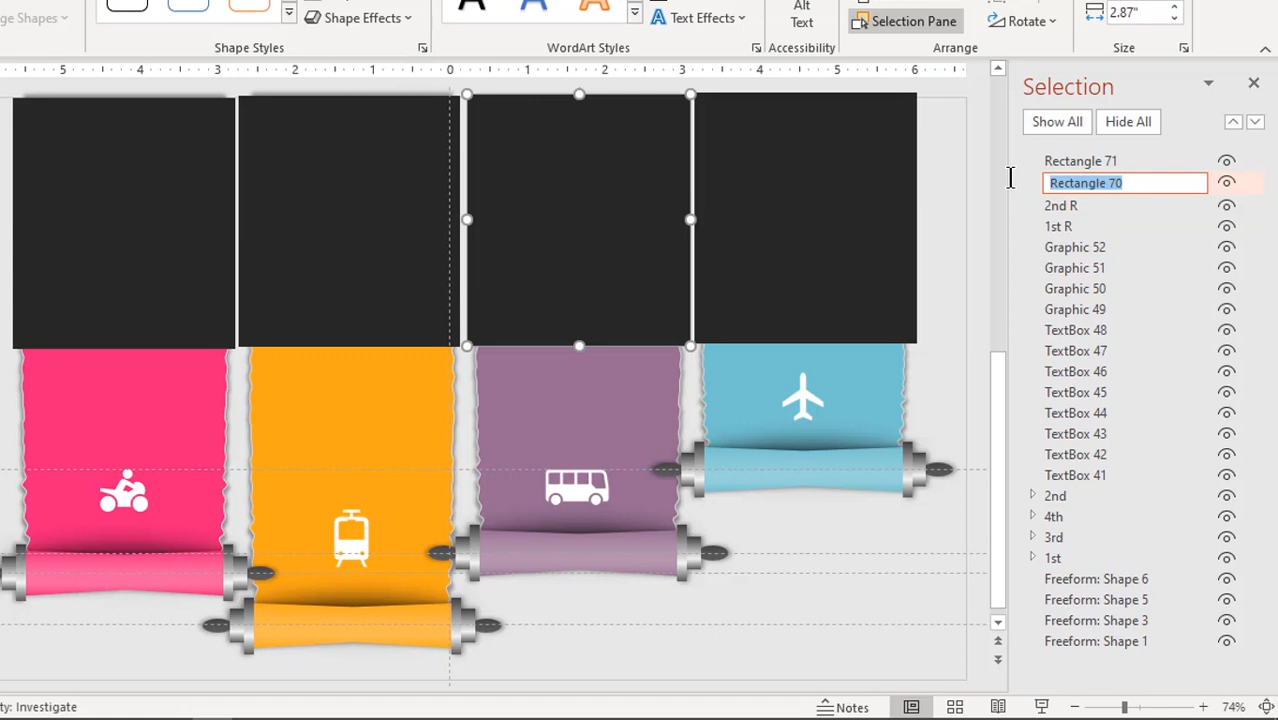 ge Shapes
Shape Effects
Text Effects
Alt
Text
Selection Pane
Rotate
2.87"
Shape Styles
WordArt Styles
Accessibility
Arrange
Size
5 4 3 2 1 0 1 2 3 4 5 6
Selection
Show All
Hide All
Rectangle 71
Rectangle 70
2nd R
1st R
Graphic 52
Graphic 51
Graphic 50
Graphic 49
TextBox 48
TextBox 47
TextBox 46
TextBox 45
TextBox 44
TextBox 43
TextBox 42
TextBox 41
2nd
4th
3rd
1st
Freeform: Shape 6
Freeform: Shape 5
Freeform: Shape 3
Freeform: Shape 1
ty: Investigate
Notes
74%